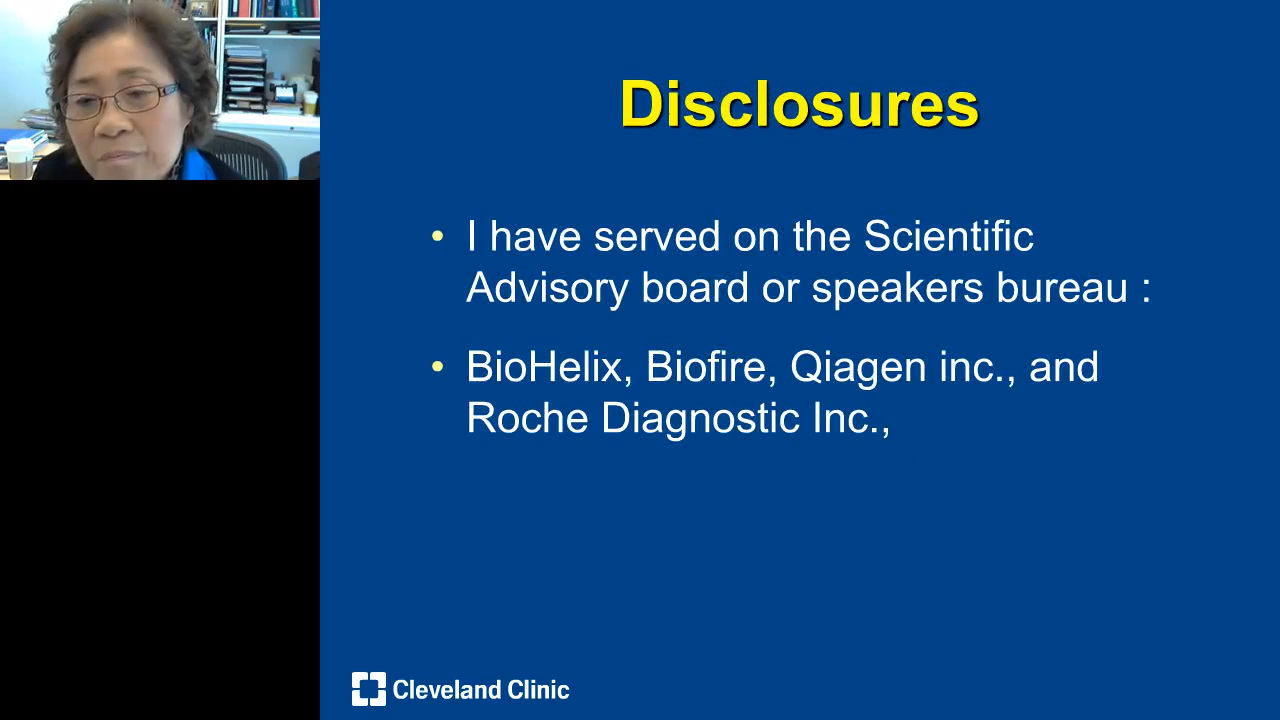 Disclosures
• I have served on the Scientific
Advisory board or speakers bureau :
• BioHelix, Biofire, Qiagen inc., and
Roche Diagnostic Inc.,
Cleveland Clinic